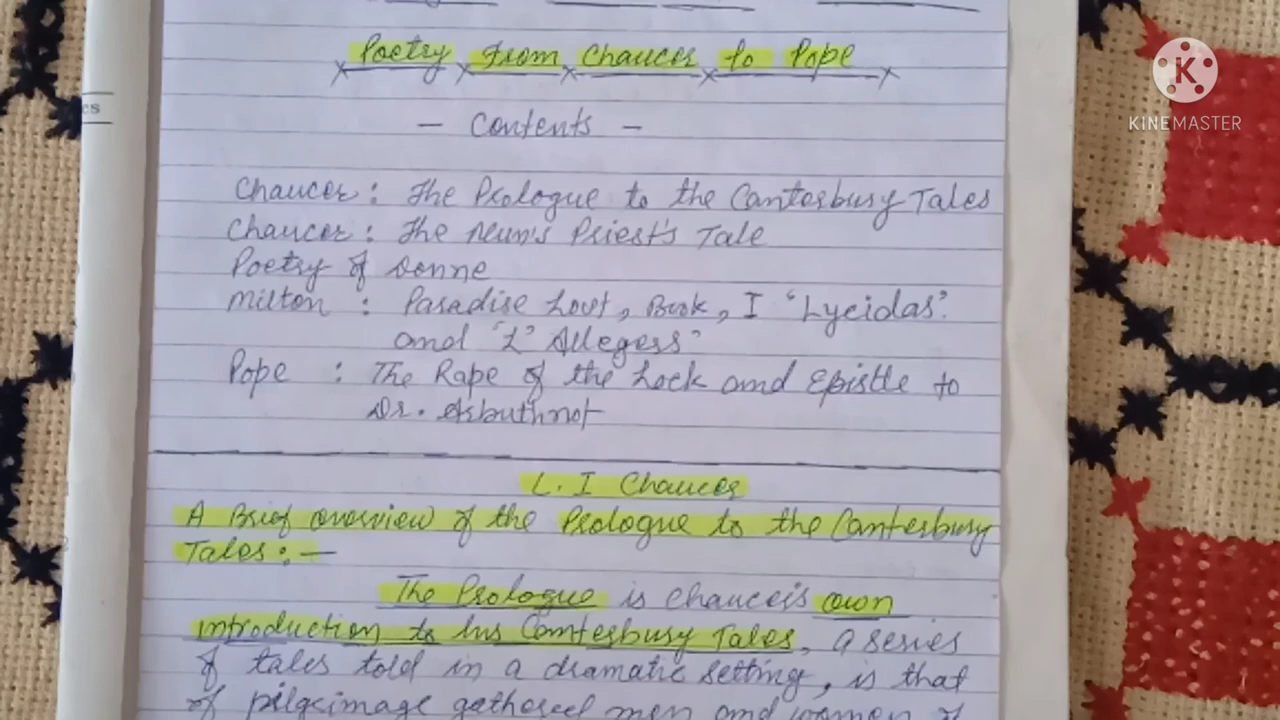 Poetry From Chaucer to Pope
- Contents -
Chaucer : The Prologue to the Canterbury Tales
Chaucer : The Nun's Priest's Tale
Poetry of Donne
Milton : Paradise Lost, Book, I 'Lycidas'.
and "L' Allegess"
Pope : The Rape of the Lock and Epistle to
Dr. Arbuthnot
L. I Chaucer
A Brief overview of the Prologue to the Canterbury
Tales : —
The Prologue is Chaucer's own
introduction to his Canterbury Tales, a series
of tales told in a dramatic setting, is that
of pilgrimage gathered men and women of
es
KINEMASTER